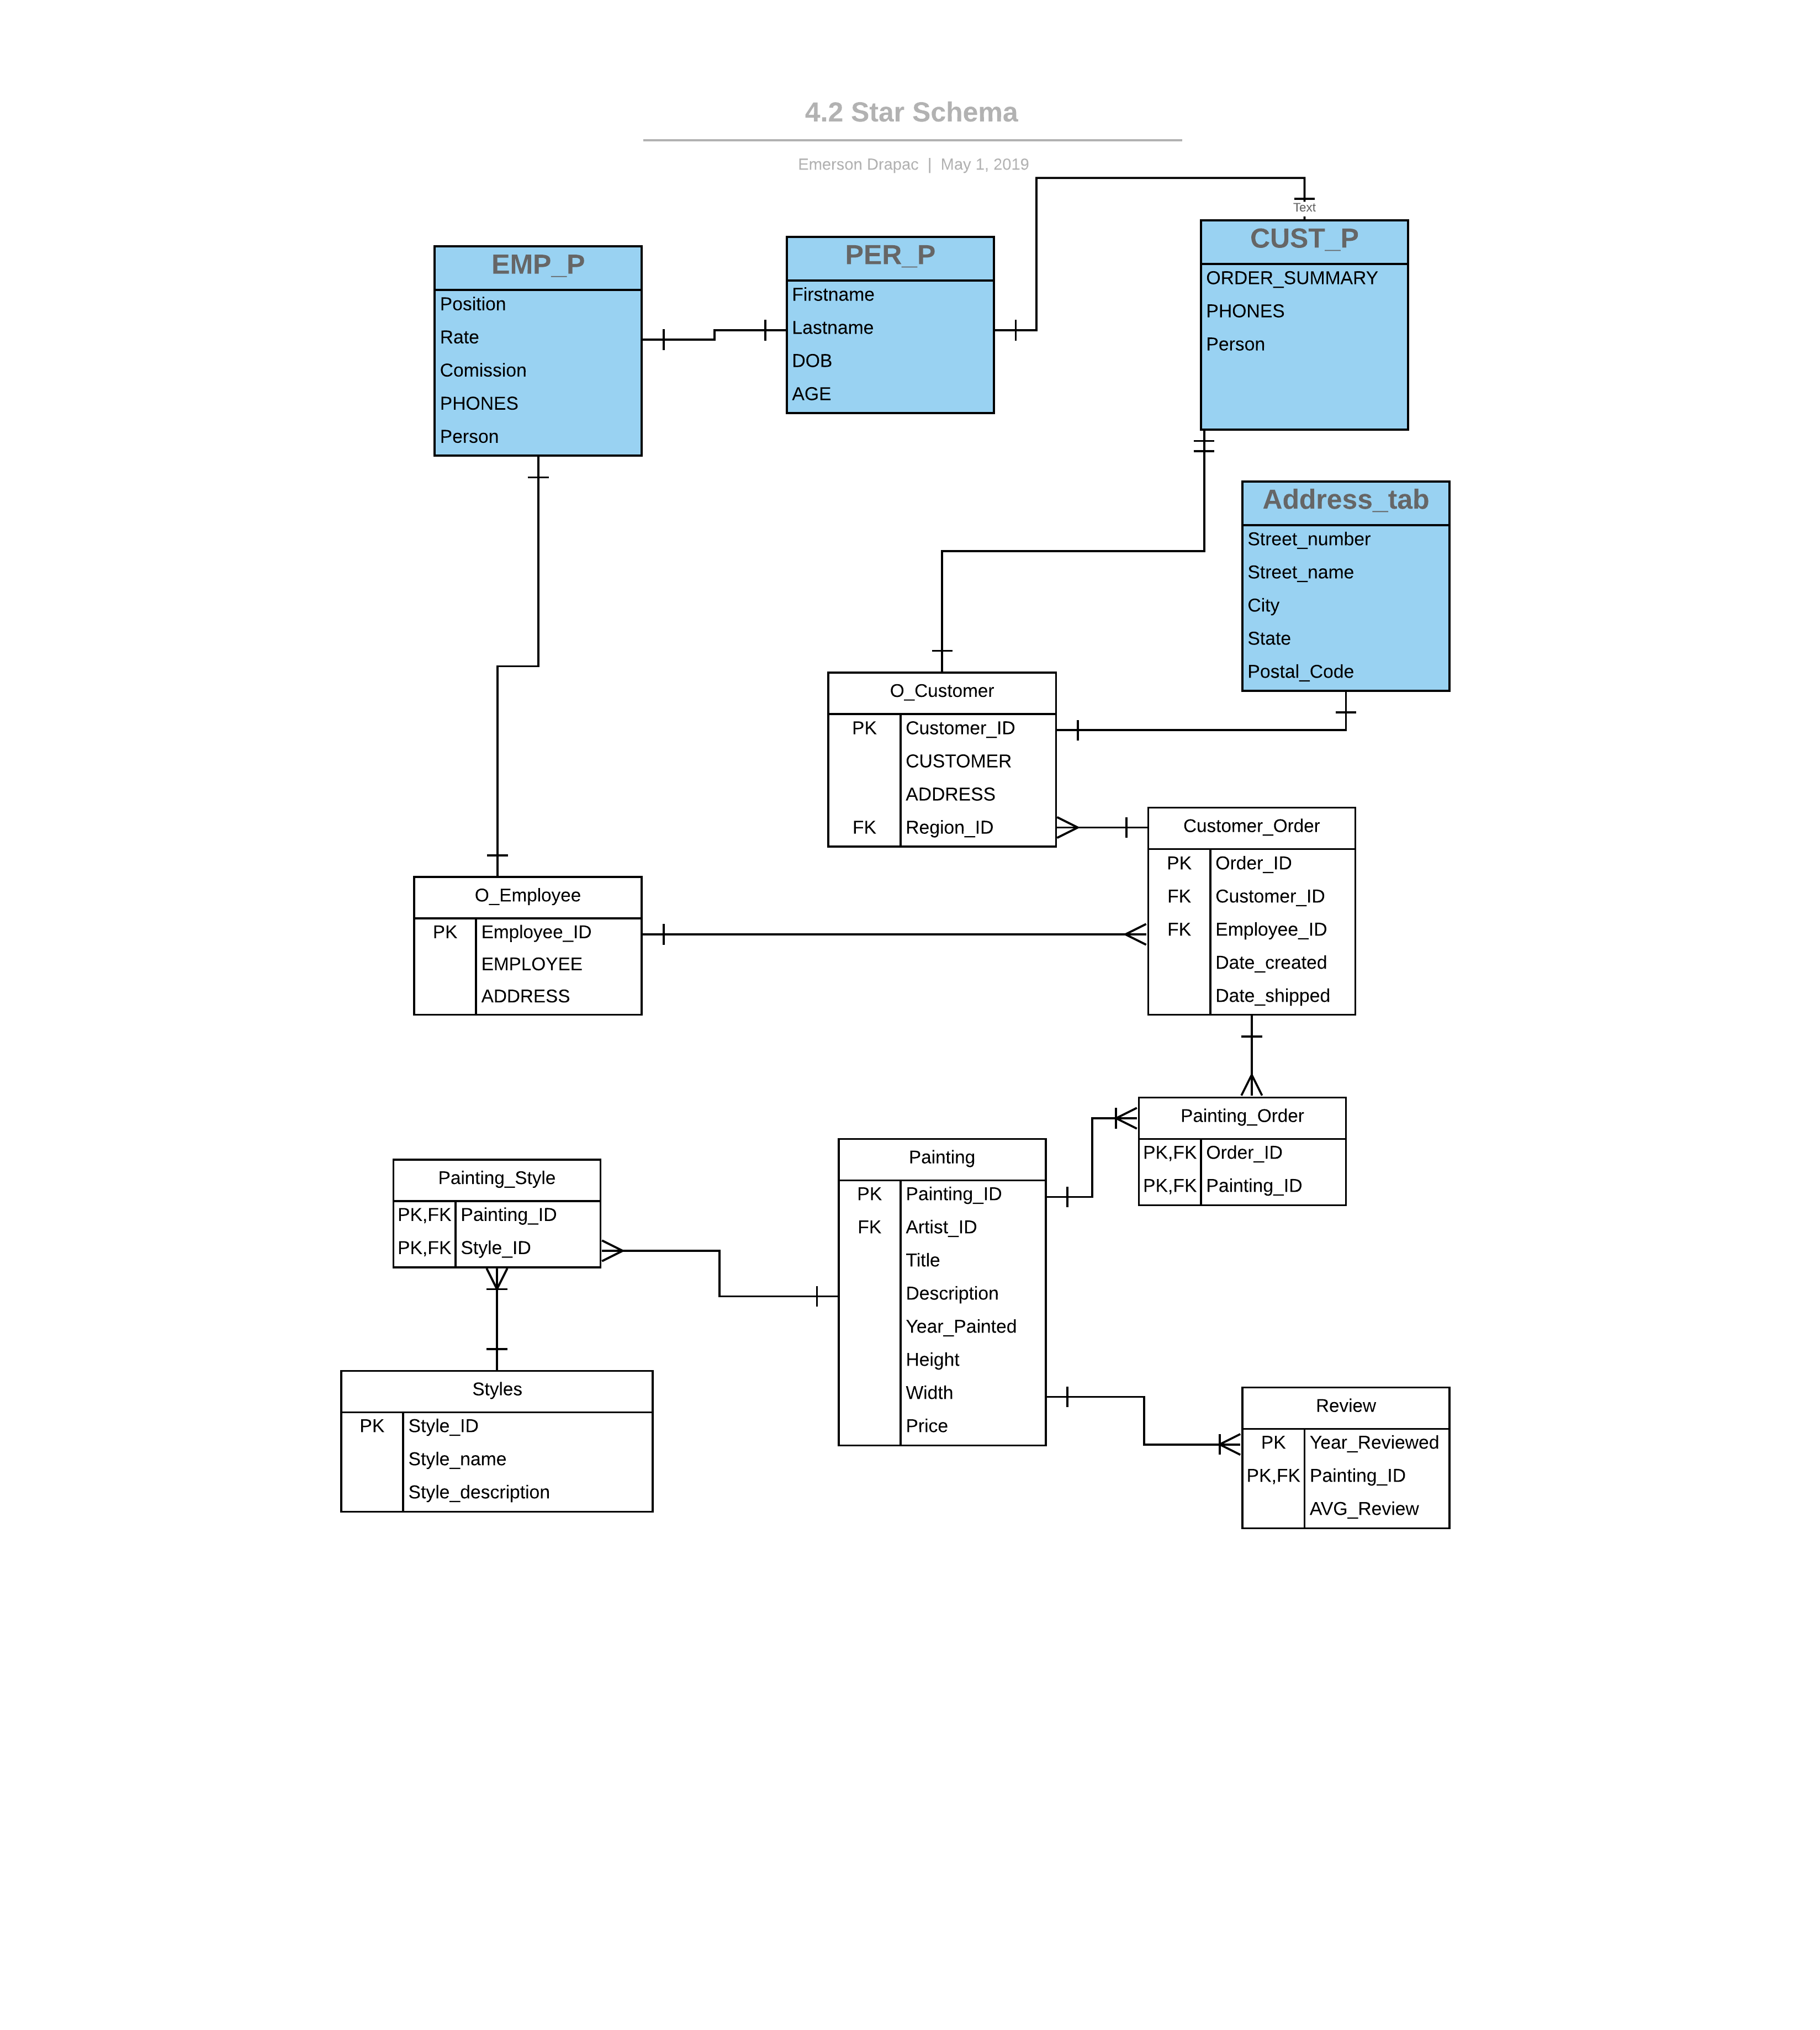 4.2 Star Schema
Emerson Drapac | May 1, 2019
Text
EMP_P
Position
Rate
Comission
PHONES
Person
PER_P
Firstname
Lastname
DOB
AGE
CUST_P
ORDER_SUMMARY
PHONES
Person
Address_tab
Street_number
Street_name
City
State
Postal_Code
O_Customer
PK Customer_ID
CUSTOMER
ADDRESS
FK Region_ID
Customer_Order
PK Order_ID
FK Customer_ID
FK Employee_ID
Date_created
Date_shipped
O_Employee
PK Employee_ID
EMPLOYEE
ADDRESS
Painting_Order
PK,FK Order_ID
PK,FK Painting_ID
Painting
PK Painting_ID
FK Artist_ID
Title
Description
Year_Painted
Height
Width
Price
Painting_Style
PK,FK Painting_ID
PK,FK Style_ID
Styles
PK Style_ID
Style_name
Style_description
Review
PK Year_Reviewed
PK,FK Painting_ID
AVG_Review